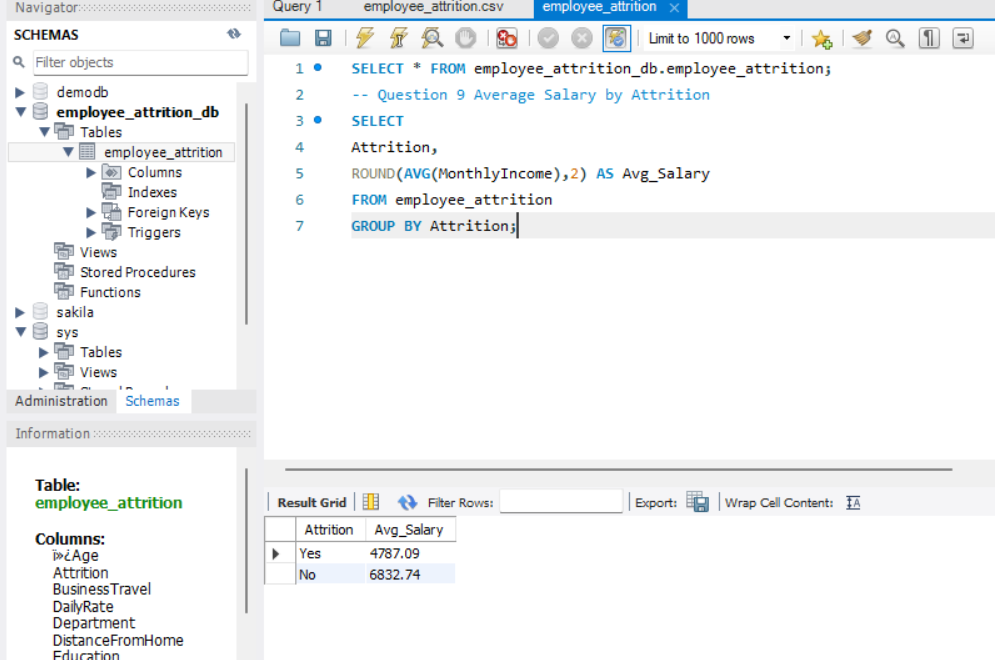 Navigator
SCHEMAS
Filter objects
demodb
employee_attrition_db
Tables
employee_attrition
Columns
Indexes
Foreign Keys
Triggers
Views
Stored Procedures
Functions
sakila
sys
Tables
Views
Administration Schemas
Information
Table:
employee_attrition
Columns:
ï»¿Age
Attrition
BusinessTravel
DailyRate
Department
DistanceFromHome
Education
Query 1 employee_attrition.csv employee_attrition
Limit to 1000 rows
1 SELECT * FROM employee_attrition_db.employee_attrition;
2 -- Question 9 Average Salary by Attrition
3 SELECT
4 Attrition,
5 ROUND(AVG(MonthlyIncome),2) AS Avg_Salary
6 FROM employee_attrition
7 GROUP BY Attrition;
Result Grid Filter Rows: Export: Wrap Cell Content:
Attrition Avg_Salary
Yes 4787.09
No 6832.74